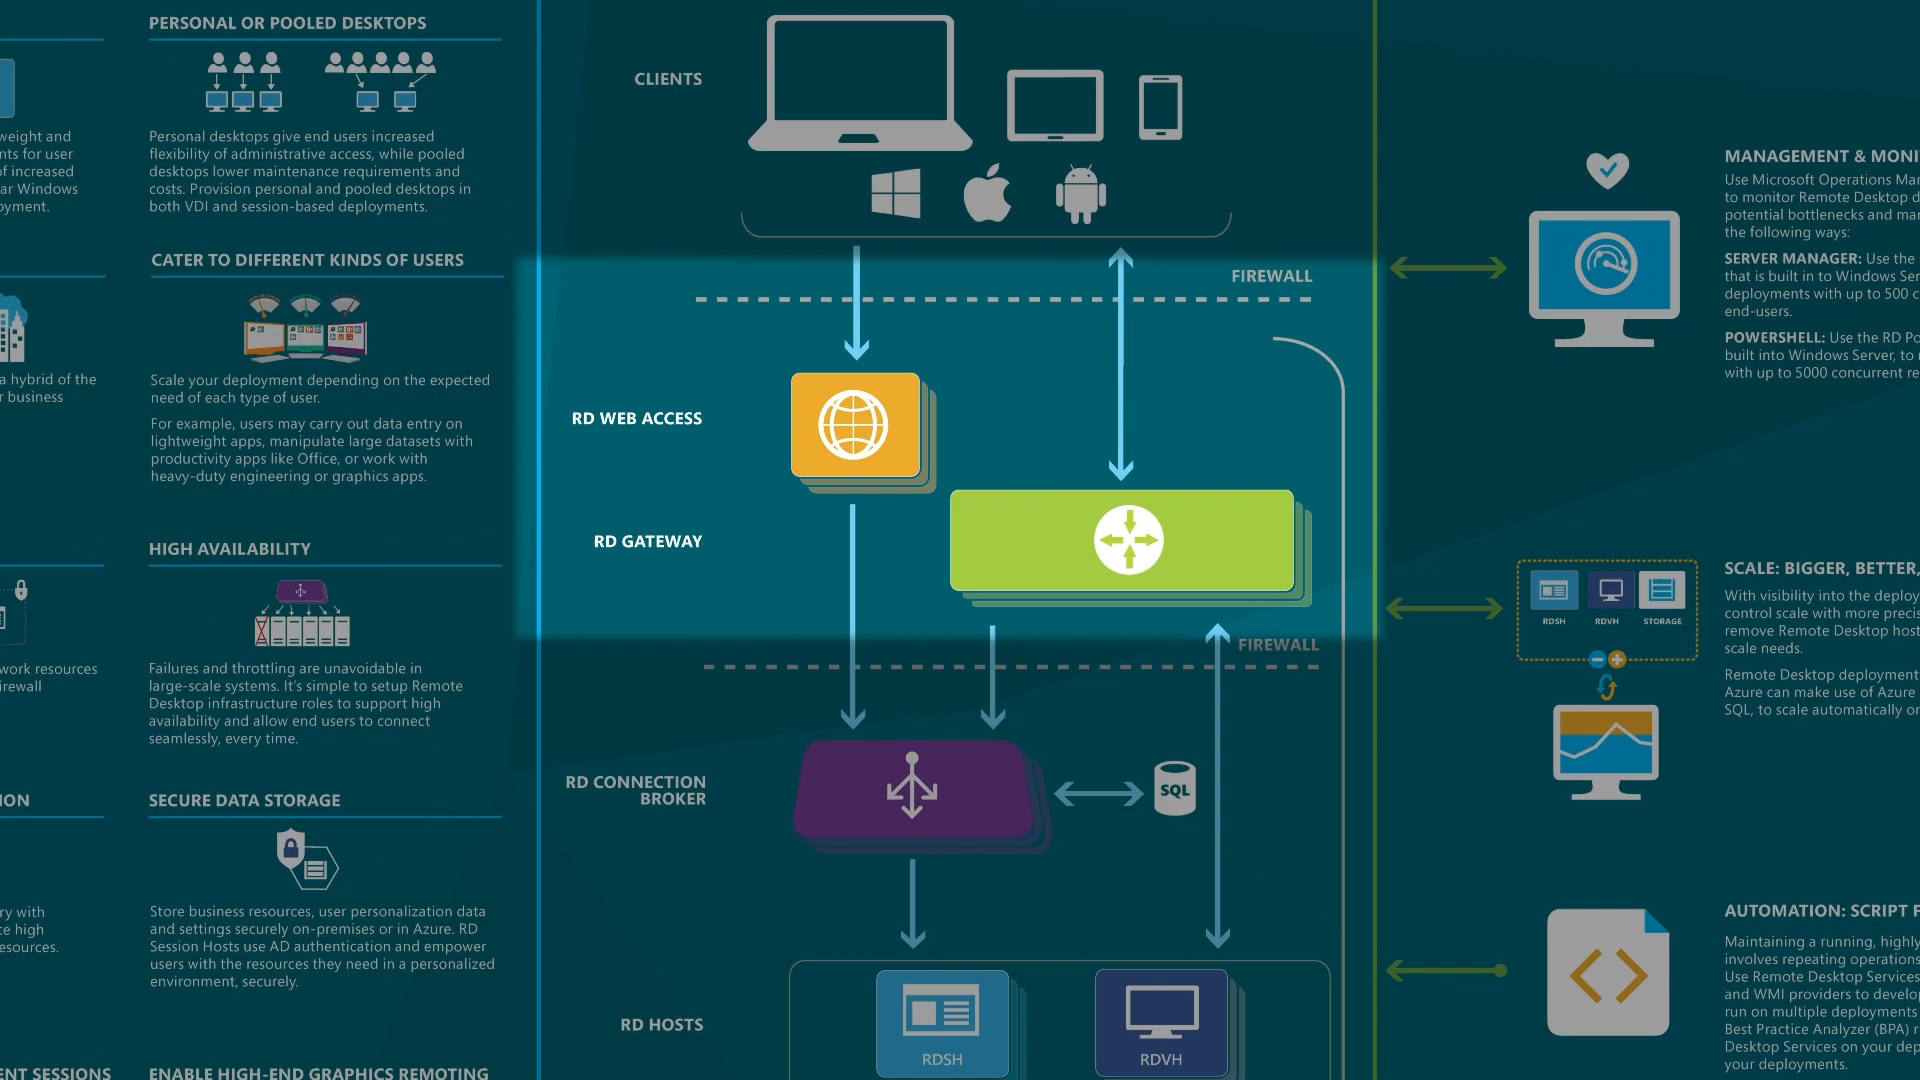 PERSONAL OR POOLED DESKTOPS
Personal desktops give end users increased
flexibility of administrative access, while pooled
desktops lower maintenance requirements and
costs. Provision personal and pooled desktops in
both VDI and session-based deployments.
weight and
nts for user
of increased
ar Windows
oyment.
CATER TO DIFFERENT KINDS OF USERS
Scale your deployment depending on the expected
need of each type of user.
For example, users may carry out data entry on
lightweight apps, manipulate large datasets with
productivity apps like Office, or work with
heavy-duty engineering or graphics apps.
a hybrid of the
r business
HIGH AVAILABILITY
Failures and throttling are unavoidable in
large-scale systems. It's simple to setup Remote
Desktop infrastructure roles to support high
availability and allow end users to connect
seamlessly, every time.
work resources
irewall
ION
SECURE DATA STORAGE
Store business resources, user personalization data
and settings securely on-premises or in Azure. RD
Session Hosts use AD authentication and empower
users with the resources they need in a personalized
environment, securely.
ry with
ce high
esources.
ENT SESSIONS
ENABLE HIGH-END GRAPHICS REMOTING
CLIENTS
FIREWALL
RD WEB ACCESS
RD GATEWAY
FIREWALL
RD CONNECTION
BROKER
SQL
RD HOSTS
RDSH
RDVH
MANAGEMENT & MONI
Use Microsoft Operations Man
to monitor Remote Desktop d
potential bottlenecks and man
the following ways:
SERVER MANAGER: Use the
that is built in to Windows Ser
deployments with up to 500 c
end-users.
POWERSHELL: Use the RD Po
built into Windows Server, to
with up to 5000 concurrent re
RDSH
RDVH
STORAGE
SCALE: BIGGER, BETTER,
With visibility into the deploy
control scale with more precis
remove Remote Desktop host
scale needs.
Remote Desktop deployment
Azure can make use of Azure
SQL, to scale automatically or
AUTOMATION: SCRIPT F
Maintaining a running, highly
involves repeating operations
Use Remote Desktop Services
and WMI providers to develop
run on multiple deployments
Best Practice Analyzer (BPA) r
Desktop Services on your dep
your deployments.